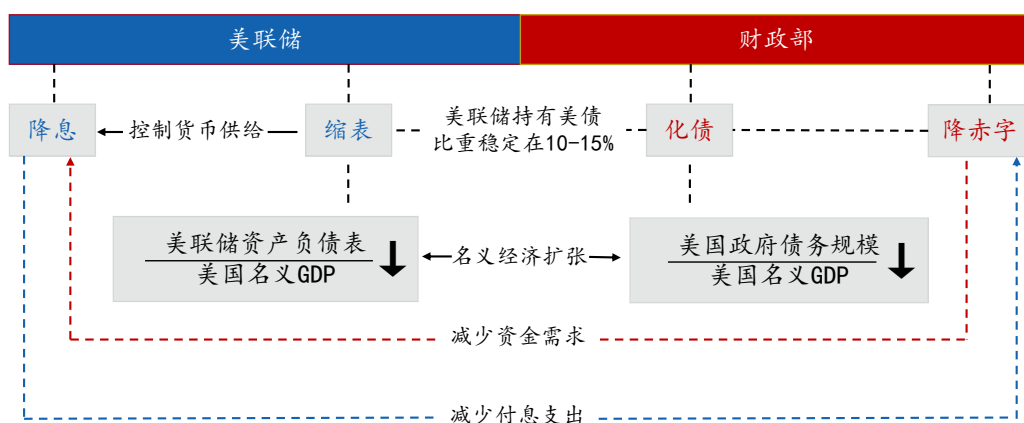 美联储
财政部
降息
控制货币供给
缩表
美联储持有美债
比重稳定在10-15%
化债
降赤字
美联储资产负债表
美国名义GDP
名义经济扩张
美国政府债务规模
美国名义GDP
减少资金需求
减少付息支出